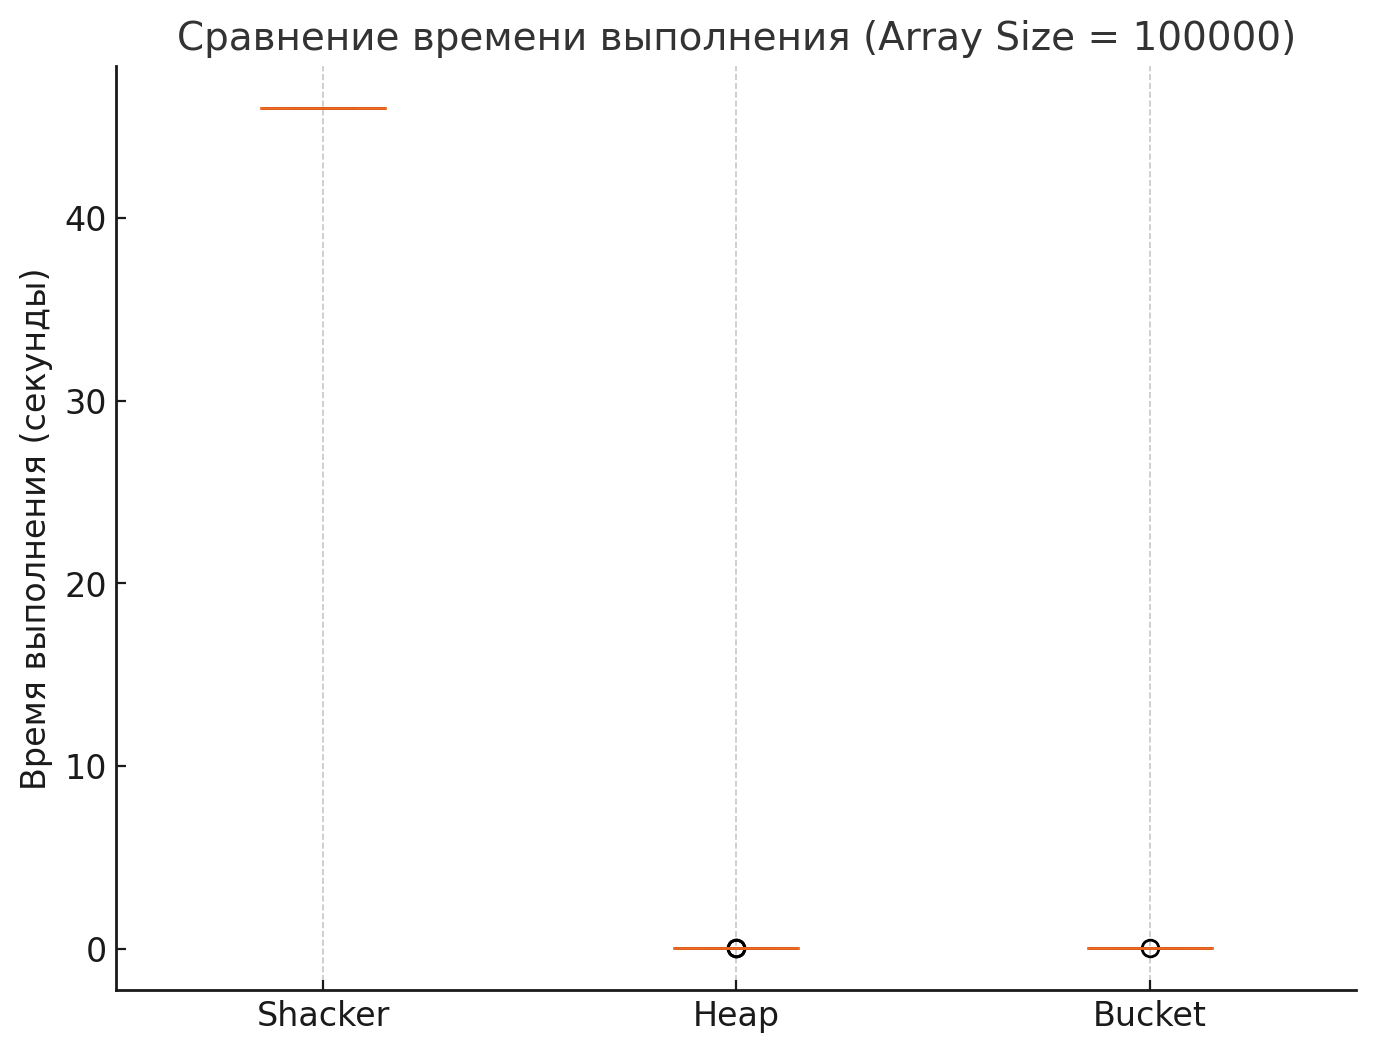 Сравнение времени выполнения (Array Size = 100000)
Время выполнения (секунды)
40
30
20
10
0
Shacker
Heap
Bucket